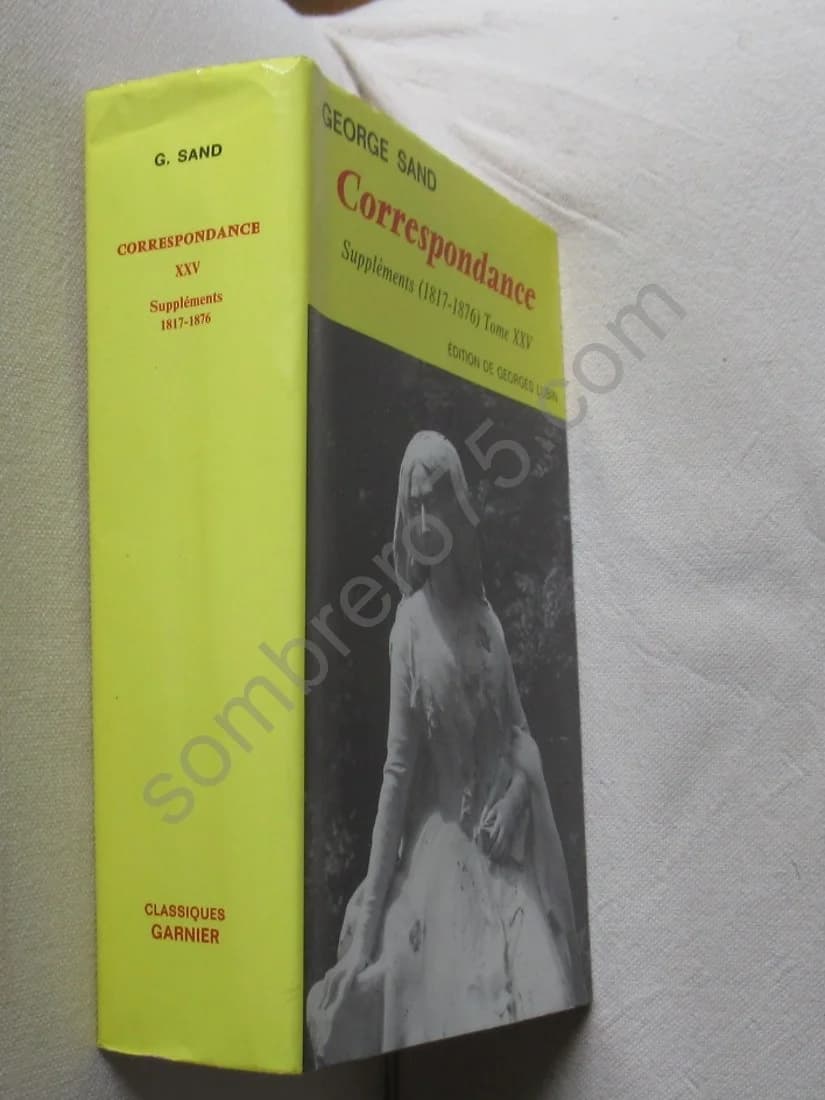 G. SAND
CORRESPONDANCE
XXV
Suppléments
1817-1876
CLASSIQUES
GARNIER
GEORGE SAND
Correspondance
Suppléments (1817-1876) Tome XXV
ÉDITION DE GEORGES LUBIN
sombrero75.com